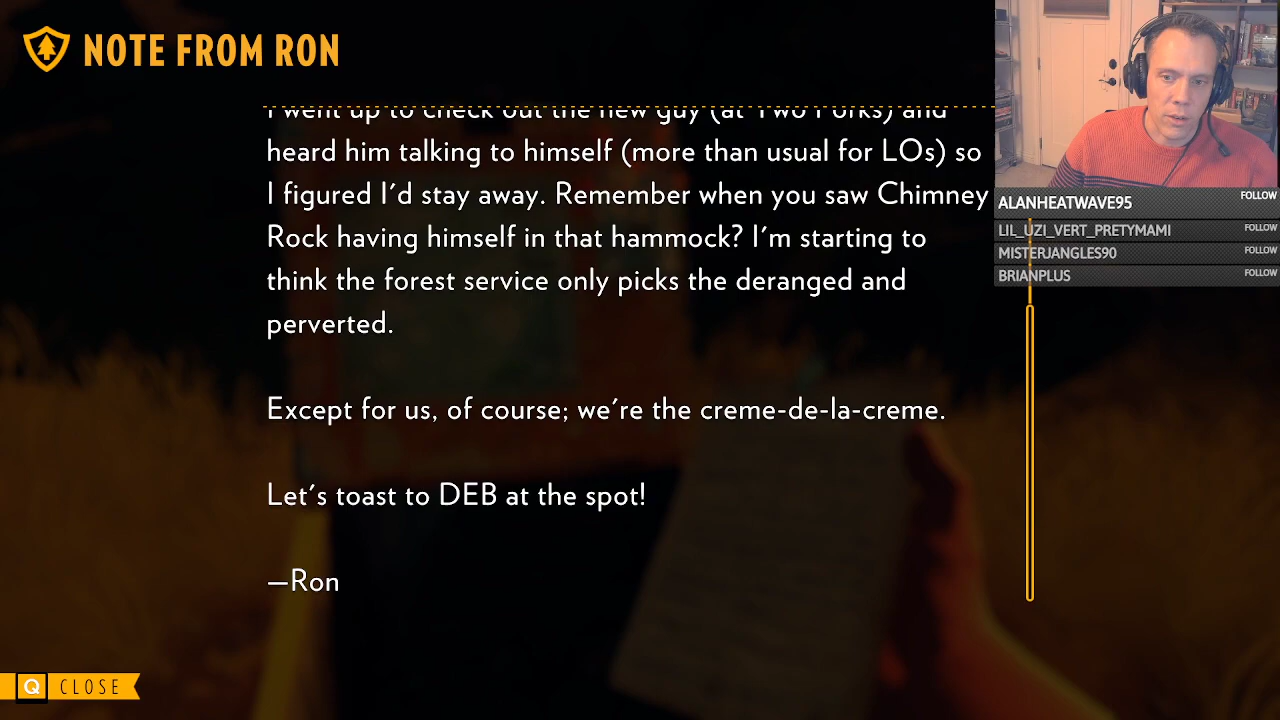 NOTE FROM RON
I went up to check out the new guy (at Two Forks) and
heard him talking to himself (more than usual for LOs) so
I figured I'd stay away. Remember when you saw Chimney
Rock having himself in that hammock? I'm starting to
think the forest service only picks the deranged and
perverted.
Except for us, of course; we're the creme-de-la-creme.
Let's toast to DEB at the spot!
—Ron
Q CLOSE
ALANHEATWAVE95 FOLLOW
LIL_UZI_VERT_PRETYMAMI FOLLOW
MISTERJANGLES90 FOLLOW
BRIANPLUS FOLLOW